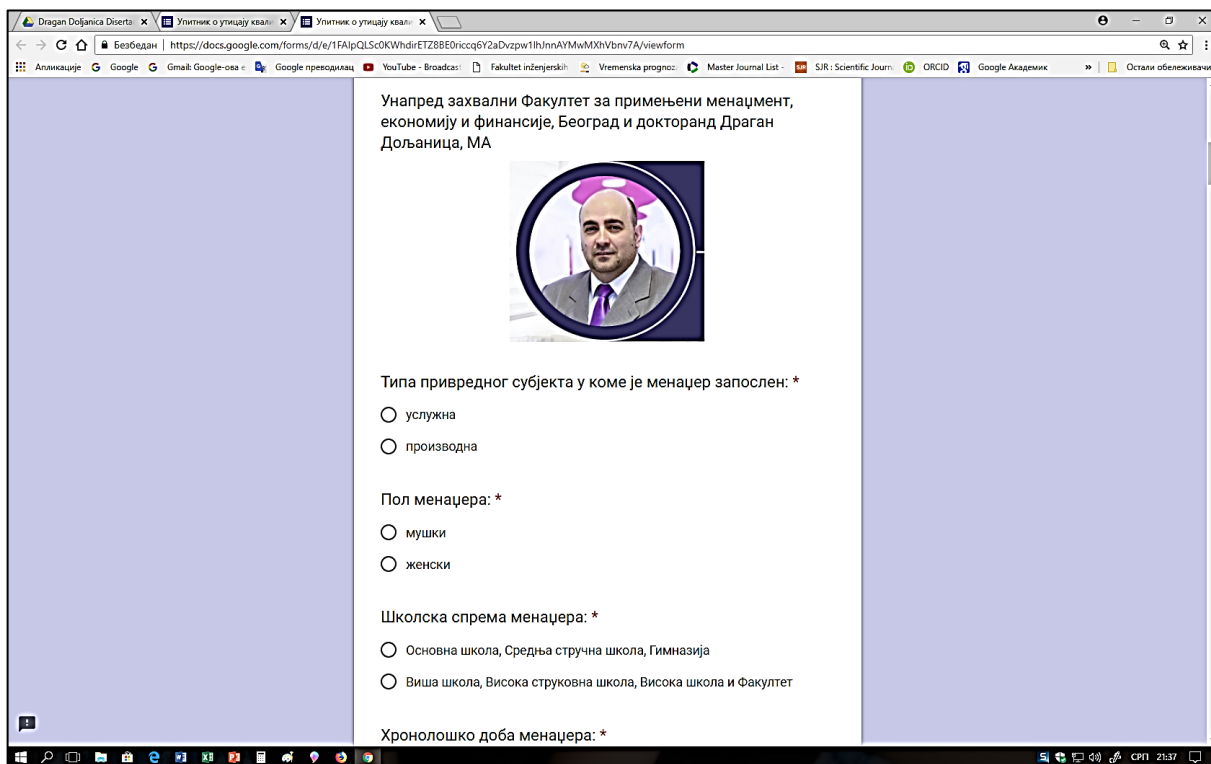 Dragan Doljanica Diserta
Упитник о утицају квали
Упитник о утицају квали
Безбедан | https://docs.google.com/forms/d/e/1FAIpQLSc0KWhdirETZ8BE0riccq6Y2aDvzpw1lhJnnAYMwMXhVbnv7A/viewform
Апликације Google Gmail: Google-ова е Google преводилац YouTube - Broadcast Fakultet inženjerskih Vremenska prognoz: Master Journal List - SJR : Scientific Journ ORCID Google Академик » Остали обележивачи
Унапред захвални Факултет за примењени менаџмент,
економију и финансије, Београд и докторанд Драган
Дољаница, МА
Типа привредног субјекта у коме је менаџер запослен: *
услужна
производна
Пол менаџера: *
мушки
женски
Школска спрема менаџера: *
Основна школа, Средња стручна школа, Гимназија
Виша школа, Висока струковна школа, Висока школа и Факултет
Хронолошко доба менаџера: *
СРП 21:37